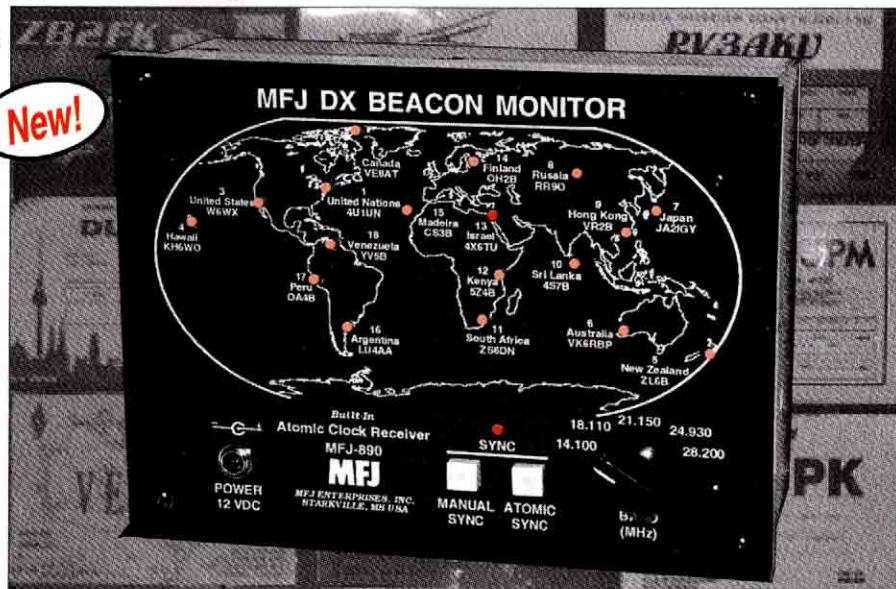 ZB2FK
RV3AKU
New!
MFJ DX BEACON MONITOR
2
Canada
VE8AT
14
Finland
OH2B
8
Russia
RR9O
3
United States
W6WX
1
United Nations
4U1UN
15
Madeira
CS3B
13
Israel
4X6TU
9
Hong Kong
VR2B
7
Japan
JA2IGY
4
Hawaii
KH6WO
18
Venezuela
YV5B
10
Sri Lanka
4S7B
17
Peru
OA4B
12
Kenya
5Z4B
16
Argentina
LU4AA
11
South Africa
ZS6DN
6
Australia
VK6RBP
5
New Zealand
ZL6B
Built-In
Atomic Clock Receiver
MFJ-890
MFJ
MFJ ENTERPRISES, INC.
STARKVILLE, MS USA
POWER
12 VDC
SYNC
MANUAL
SYNC
ATOMIC
SYNC
14.100
18.110
21.150
24.930
28.200
(MHz)
PM
PK